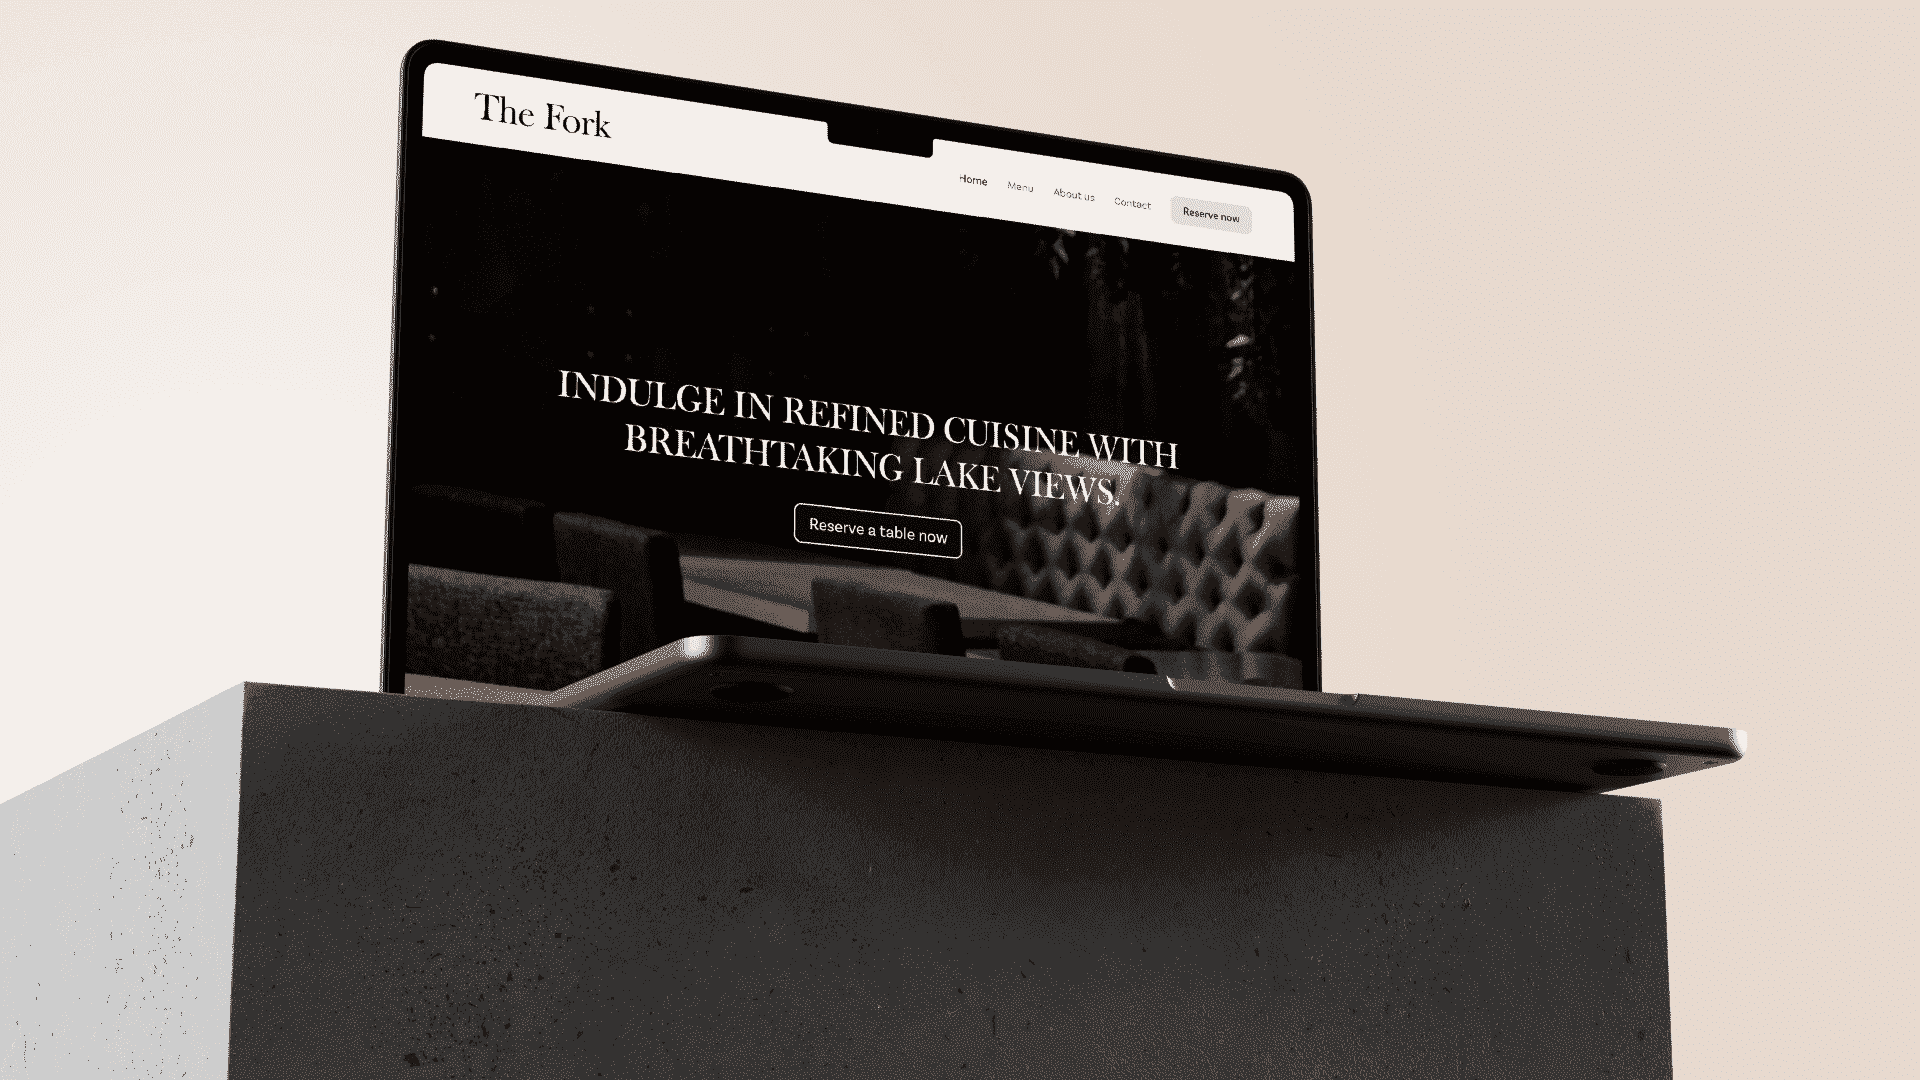 The Fork
Home Menu About us Contact Reserve now
INDULGE IN REFINED CUISINE WITH
BREATHTAKING LAKE VIEWS.
Reserve a table now